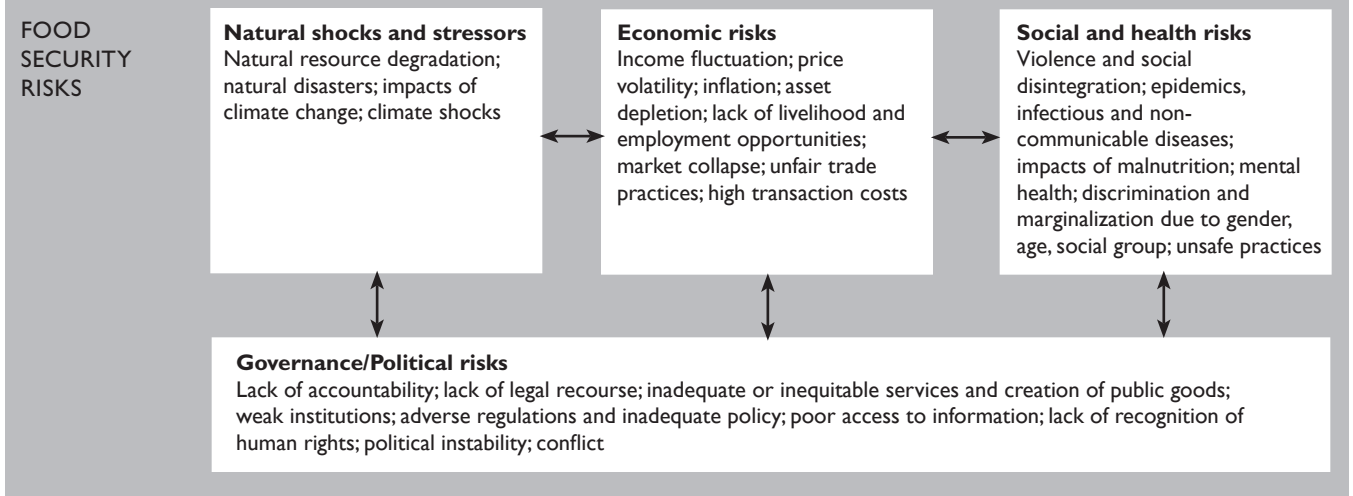 FOOD
SECURITY
RISKS
Natural shocks and stressors
Natural resource degradation;
natural disasters; impacts of
climate change; climate shocks
Economic risks
Income fluctuation; price
volatility; inflation; asset
depletion; lack of livelihood and
employment opportunities;
market collapse; unfair trade
practices; high transaction costs
Social and health risks
Violence and social
disintegration; epidemics,
infectious and non-
communicable diseases;
impacts of malnutrition; mental
health; discrimination and
marginalization due to gender,
age, social group; unsafe practices
Governance/Political risks
Lack of accountability; lack of legal recourse; inadequate or inequitable services and creation of public goods;
weak institutions; adverse regulations and inadequate policy; poor access to information; lack of recognition of
human rights; political instability; conflict